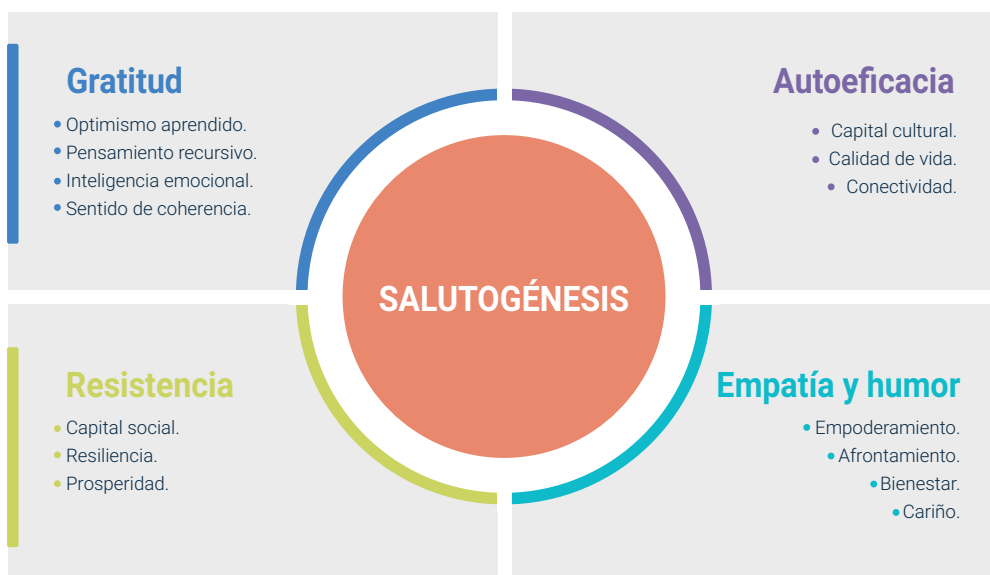 Gratitud
• Optimismo aprendido.
• Pensamiento recursivo.
• Inteligencia emocional.
• Sentido de coherencia.
Autoeficacia
• Capital cultural.
• Calidad de vida.
• Conectividad.
SALUTOGÉNESIS
Resistencia
• Capital social.
• Resiliencia.
• Prosperidad.
Empatía y humor
• Empoderamiento.
• Afrontamiento.
• Bienestar.
• Cariño.